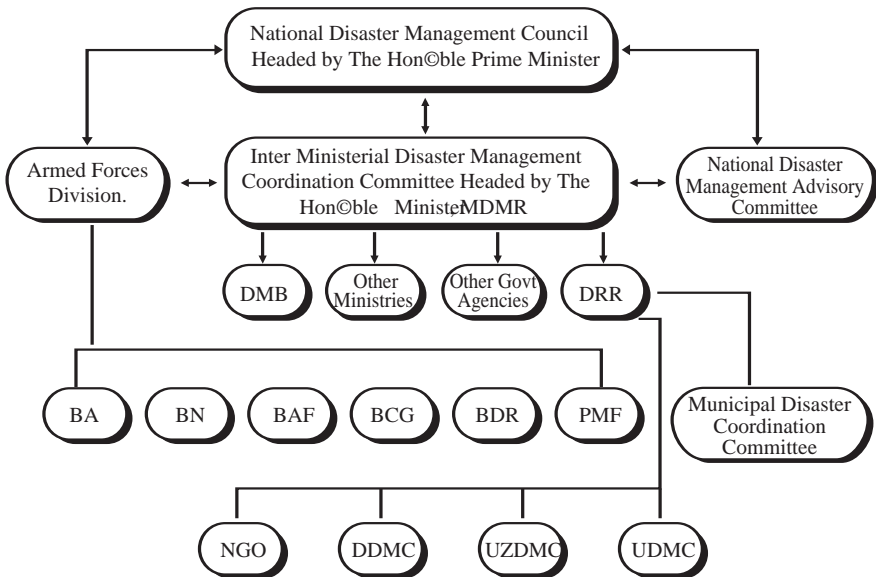 National Disaster Management Council
Headed by The Hon©ble Prime Minister
Armed Forces
Division.
Inter Ministerial Disaster Management
Coordination Committee Headed by The
Hon©ble Minister,MDMR
National Disaster
Management Advisory
Committee
DMB
Other
Ministries
Other Govt
Agencies
DRR
BA
BN
BAF
BCG
BDR
PMF
Municipal Disaster
Coordination
Committee
NGO
DDMC
UZDMC
UDMC